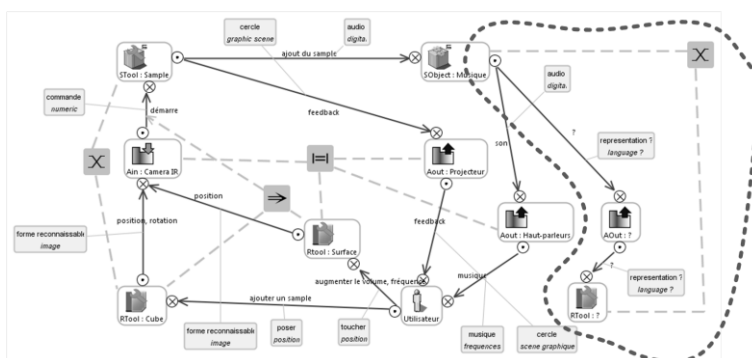 cercle
graphic scene
audio
digita.
ajout du sample
STool : Sample
SObject : Musique
commande
numeric
démarre
feedback
audio
digita.
?
son
representation ?
language ?
Ain : Camera IR
Aout : Projecteur
position
position, rotation
forme reconnaissabl
image
Rtool : Surface
feedback
Aout : Haut-parleurs
AOut : ?
?
representation ?
language ?
augmenter le volume, fréquence
musique
ajouter un sample
RTool : Cube
Utilisateur
RTool : ?
forme reconnaissabl
image
poser
position
toucher
position
musique
frequences
cercle
scene graphique